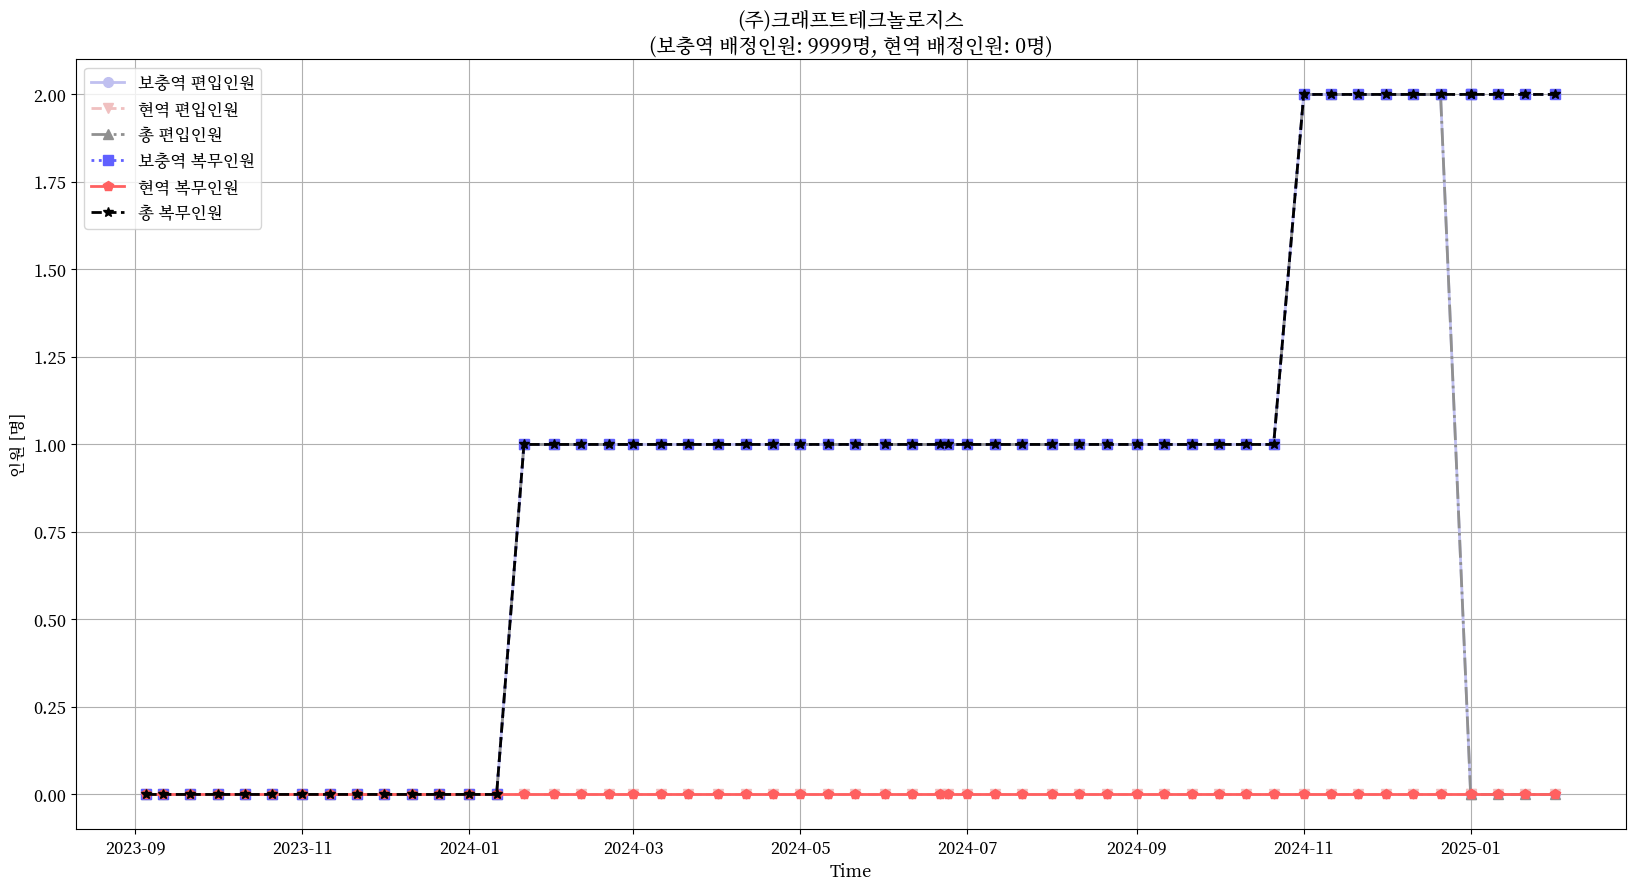 (주)크래프트테크놀로지스
(보충역 배정인원: 9999명, 현역 배정인원: 0명)
보충역 편입인원
현역 편입인원
총 편입인원
보충역 복무인원
현역 복무인원
총 복무인원
인원 [명]
2.00
1.75
1.50
1.25
1.00
0.75
0.50
0.25
0.00
2023-09 2023-11 2024-01 2024-03 2024-05 2024-07 2024-09 2024-11 2025-01
Time